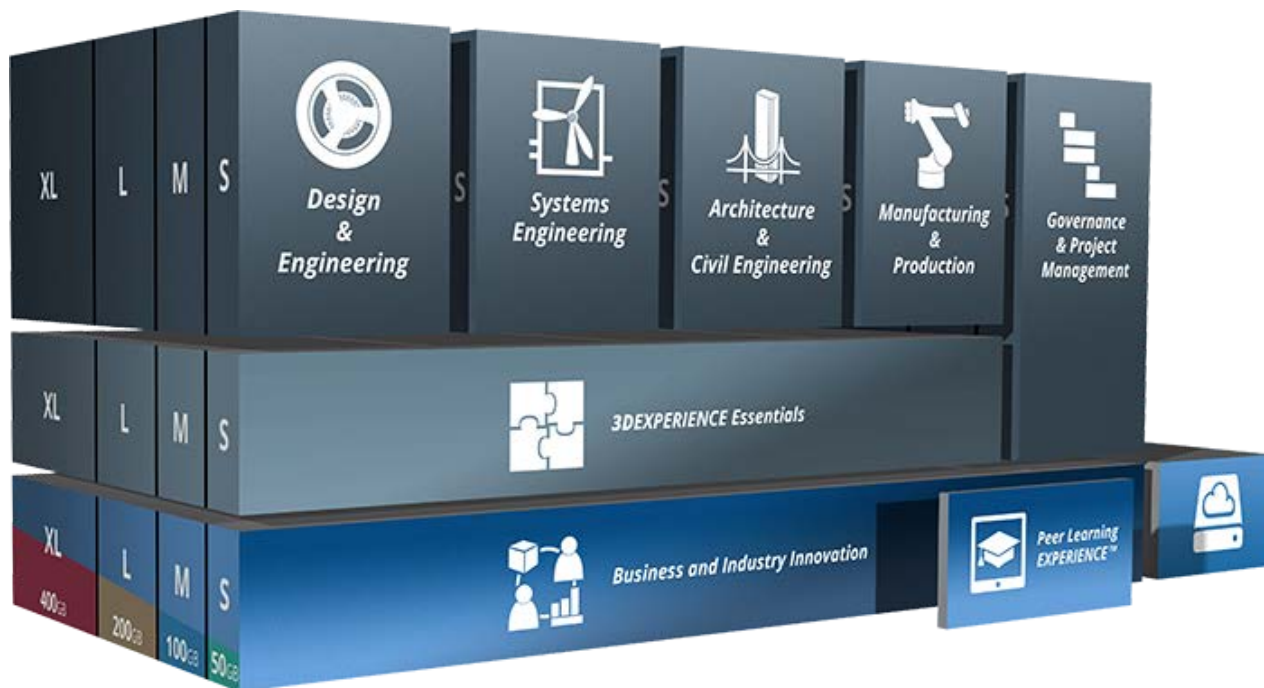 XL
L
M
S
Design
&
Engineering
S
Systems
Engineering
S
Architecture
&
Civil Engineering
S
Manufacturing
&
Production
S
Governance
& Project
Management
XL
L
M
S
3DEXPERIENCE Essentials
XL
L
M
S
400GB
200GB
100GB
50GB
Business and Industry Innovation
Peer Learning
EXPERIENCE™